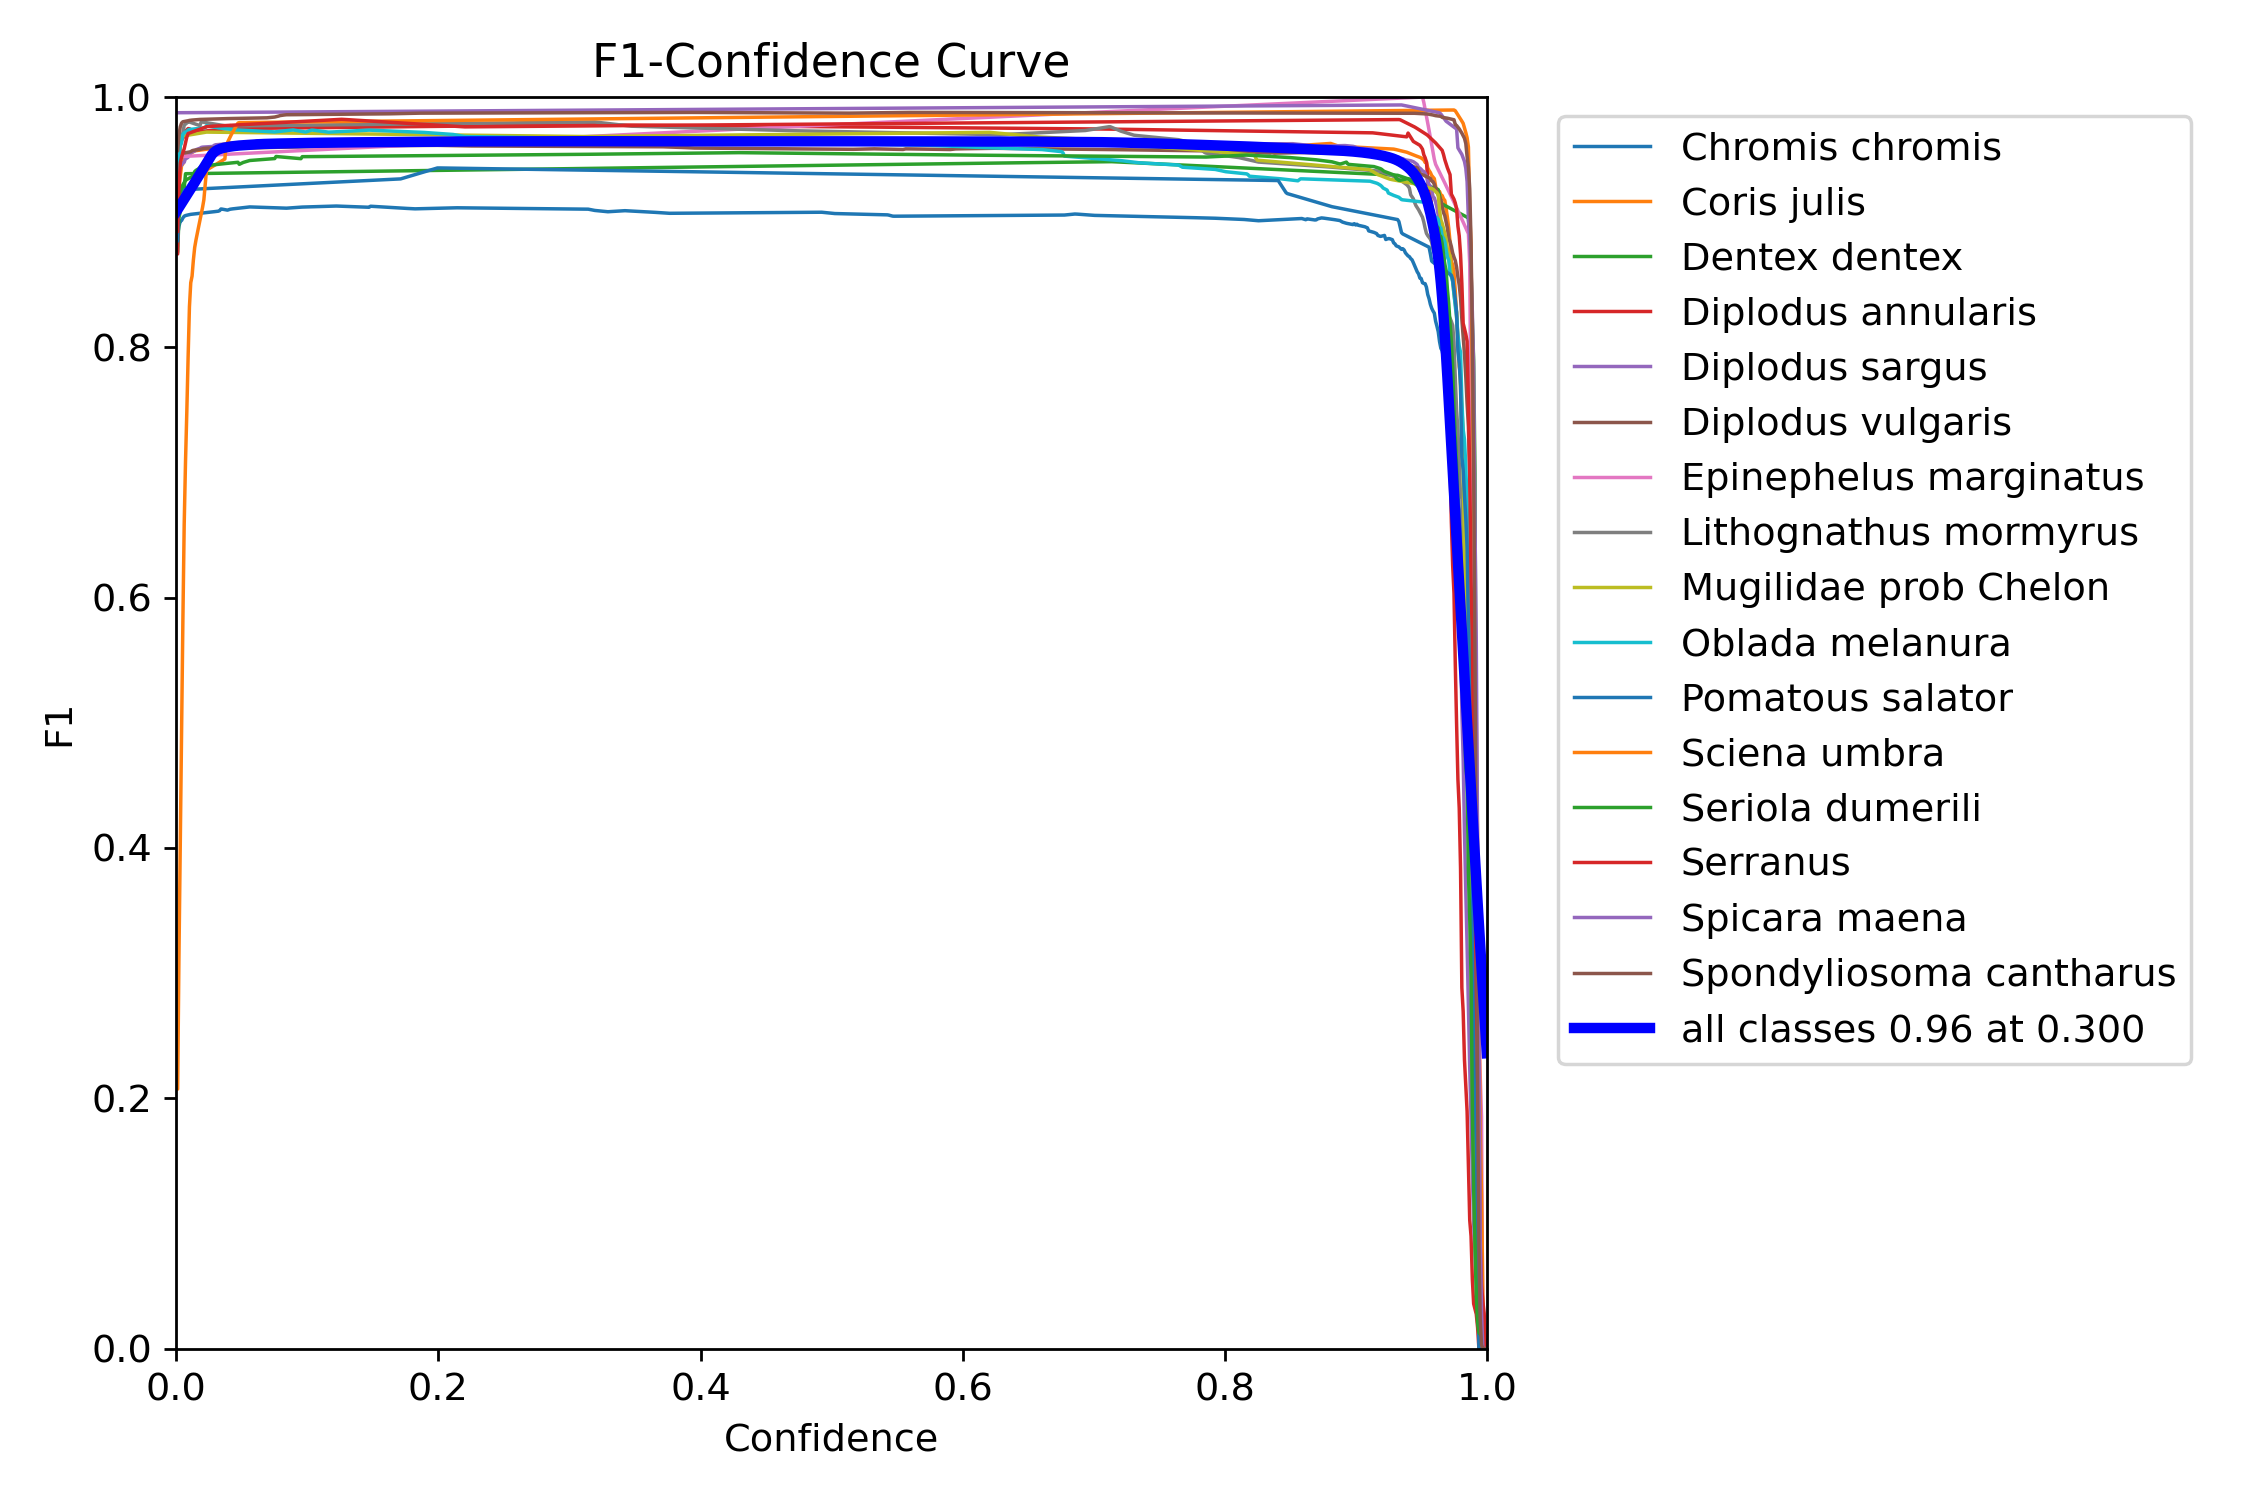 F1-Confidence Curve
1.0
0.8
0.6
0.4
0.2
0.0
F1
0.0 0.2 0.4 0.6 0.8 1.0
Confidence
Chromis chromis
Coris julis
Dentex dentex
Diplodus annularis
Diplodus sargus
Diplodus vulgaris
Epinephelus marginatus
Lithognathus mormyrus
Mugilidae prob Chelon
Oblada melanura
Pomatous salator
Sciena umbra
Seriola dumerili
Serranus
Spicara maena
Spondyliosoma cantharus
all classes 0.96 at 0.300